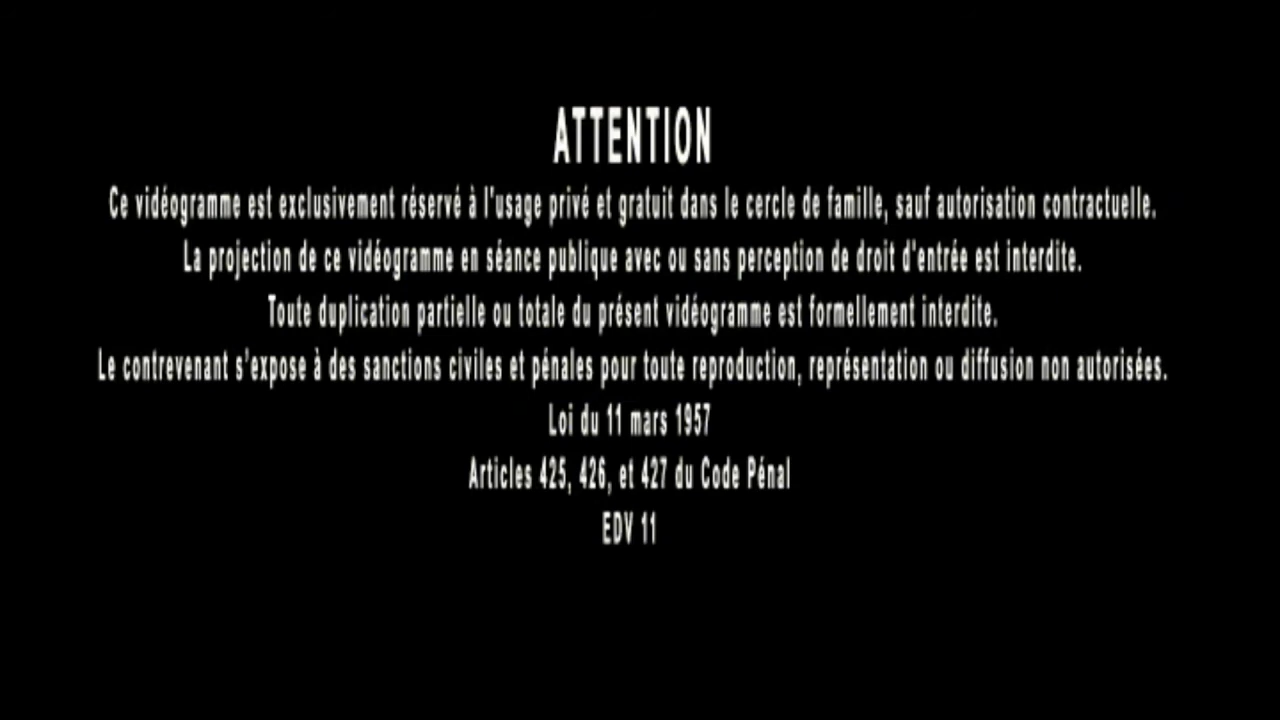 ATTENTION
Ce vidéogramme est exclusivement réservé à l'usage privé et gratuit dans le cercle de famille, sauf autorisation contractuelle.
La projection de ce vidéogramme en séance publique avec ou sans perception de droit d'entrée est interdite.
Toute duplication partielle ou totale du présent vidéogramme est formellement interdite.
Le contrevenant s'expose à des sanctions civiles et pénales pour toute reproduction, représentation ou diffusion non autorisées.
Loi du 11 mars 1957
Articles 425, 426, et 427 du Code Pénal
EDV 11